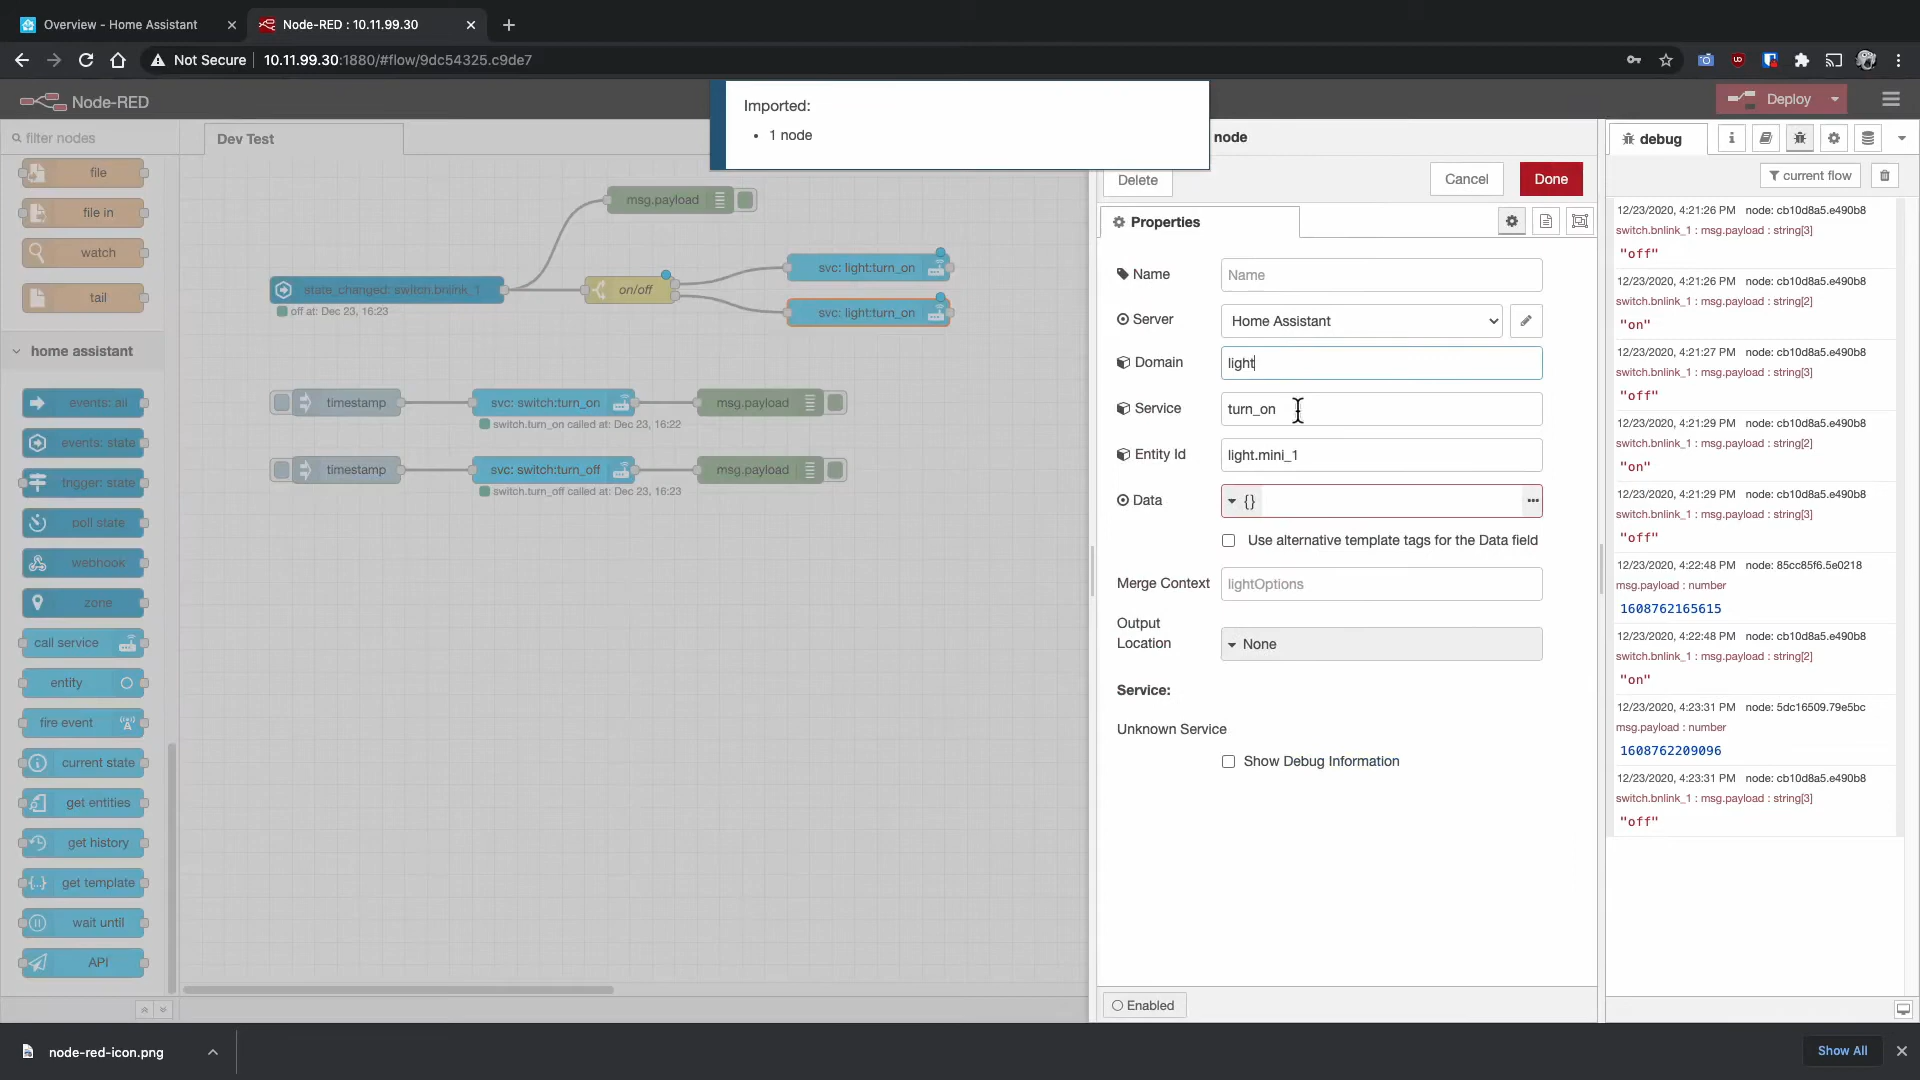 Overview - Home Assistant
Node-RED : 10.11.99.30
Not Secure
10.11.99.30:1880/#flow/9dc54325.c9de7
Node-RED
Imported:
1 node
node
Deploy
filter nodes
Dev Test
Delete
Cancel
Done
debug
current flow
file
file in
watch
tail
home assistant
events: all
events: state
trigger: state
poll state
webhook
zone
call service
entity
fire event
current state
get entities
get history
get template
wait until
API
msg.payload
state_changed: switch.bnlink_1
off at: Dec 23, 16:23
on/off
svc: light:turn_on
svc: light:turn_on
timestamp
svc: switch:turn_on
msg.payload
switch.turn_on called at: Dec 23, 16:22
timestamp
svc: switch:turn_off
msg.payload
switch.turn_off called at: Dec 23, 16:23
Properties
Name
Name
Server
Home Assistant
Domain
light
Service
turn_on
Entity Id
light.mini_1
Data
{}
Use alternative template tags for the Data field
Merge Context
lightOptions
Output
Location
None
Service:
Unknown Service
Show Debug Information
Enabled
12/23/2020, 4:21:26 PM node: cb10d8a5.e490b8
switch.bnlink_1 : msg.payload : string[3]
"off"
12/23/2020, 4:21:26 PM node: cb10d8a5.e490b8
switch.bnlink_1 : msg.payload : string[2]
"on"
12/23/2020, 4:21:27 PM node: cb10d8a5.e490b8
switch.bnlink_1 : msg.payload : string[3]
"off"
12/23/2020, 4:21:29 PM node: cb10d8a5.e490b8
switch.bnlink_1 : msg.payload : string[2]
"on"
12/23/2020, 4:21:29 PM node: cb10d8a5.e490b8
switch.bnlink_1 : msg.payload : string[3]
"off"
12/23/2020, 4:22:48 PM node: 85cc85f6.5e0218
msg.payload : number
1608762165615
12/23/2020, 4:22:48 PM node: cb10d8a5.e490b8
switch.bnlink_1 : msg.payload : string[2]
"on"
12/23/2020, 4:23:31 PM node: 5dc16509.79e5bc
msg.payload : number
1608762209096
12/23/2020, 4:23:31 PM node: cb10d8a5.e490b8
switch.bnlink_1 : msg.payload : string[3]
"off"
node-red-icon.png
Show All